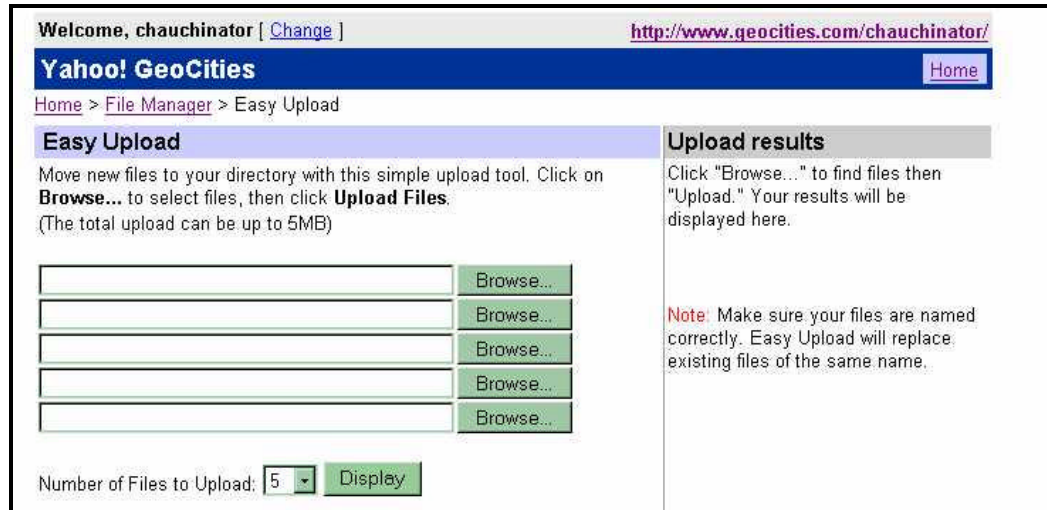 Welcome, chauchinator [ Change ]
http://www.geocities.com/chauchinator/
Yahoo! GeoCities
Home
Home > File Manager > Easy Upload
Easy Upload
Move new files to your directory with this simple upload tool. Click on
Browse... to select files, then click Upload Files.
(The total upload can be up to 5MB)
Browse...
Browse...
Browse...
Browse...
Browse...
Number of Files to Upload: 5 Display
Upload results
Click "Browse..." to find files then
"Upload." Your results will be
displayed here.
Note: Make sure your files are named
correctly. Easy Upload will replace
existing files of the same name.